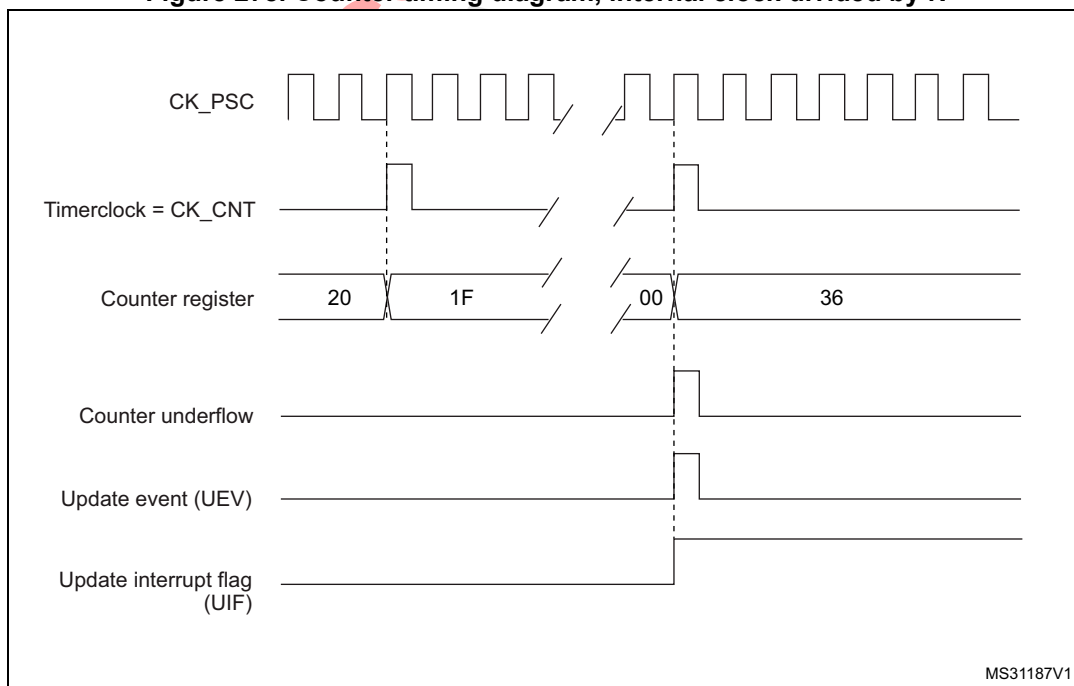 CK_PSC
Timerclock = CK_CNT
Counter register
20
1F
00
36
Counter underflow
Update event (UEV)
Update interrupt flag
(UIF)
MS31187V1